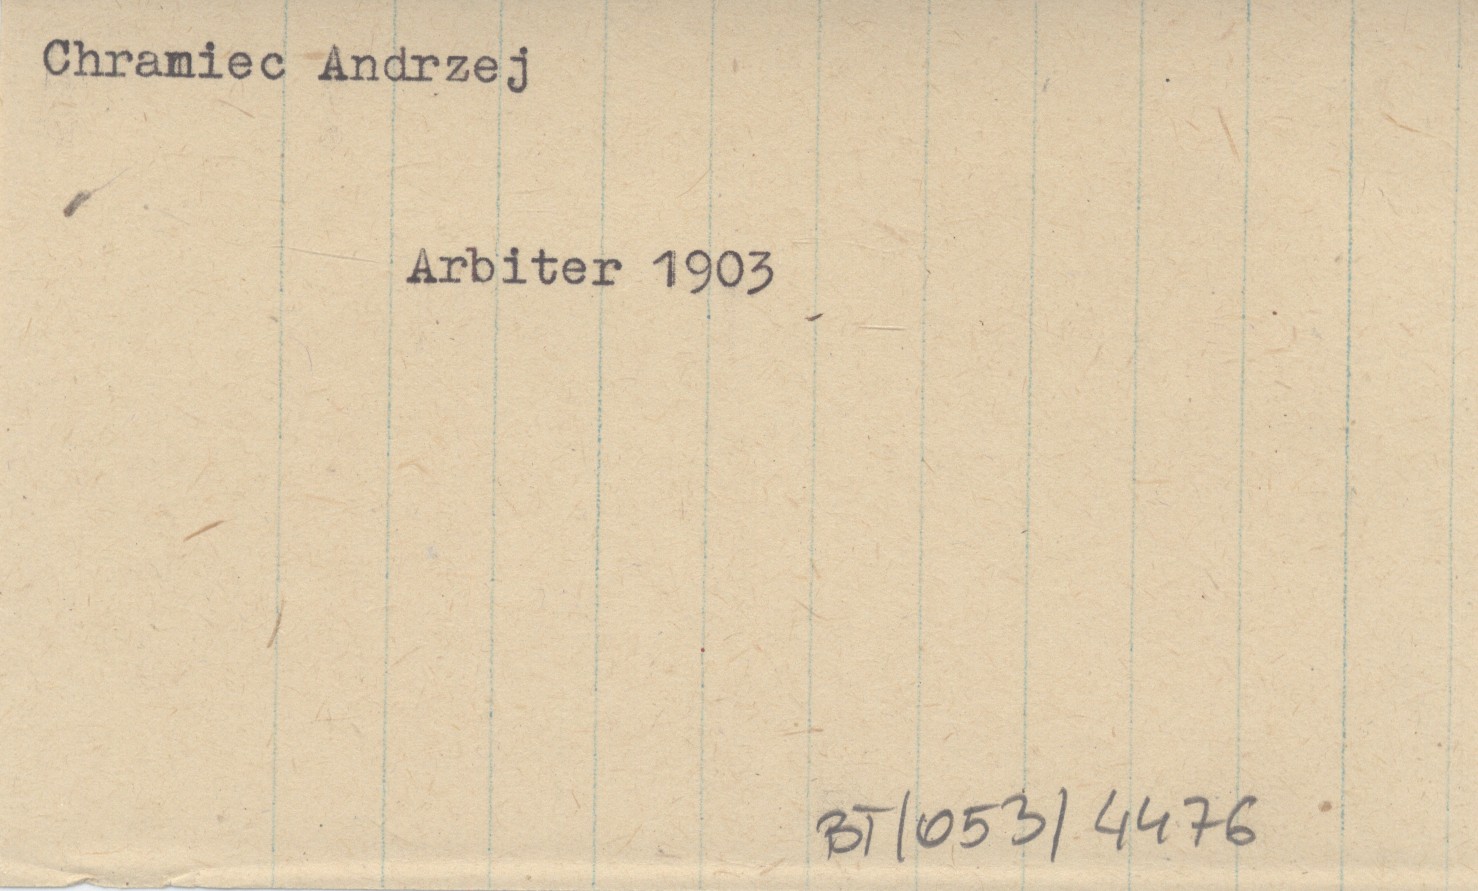 Chramiec Andrzej
Arbiter 1903
BT/053/4476